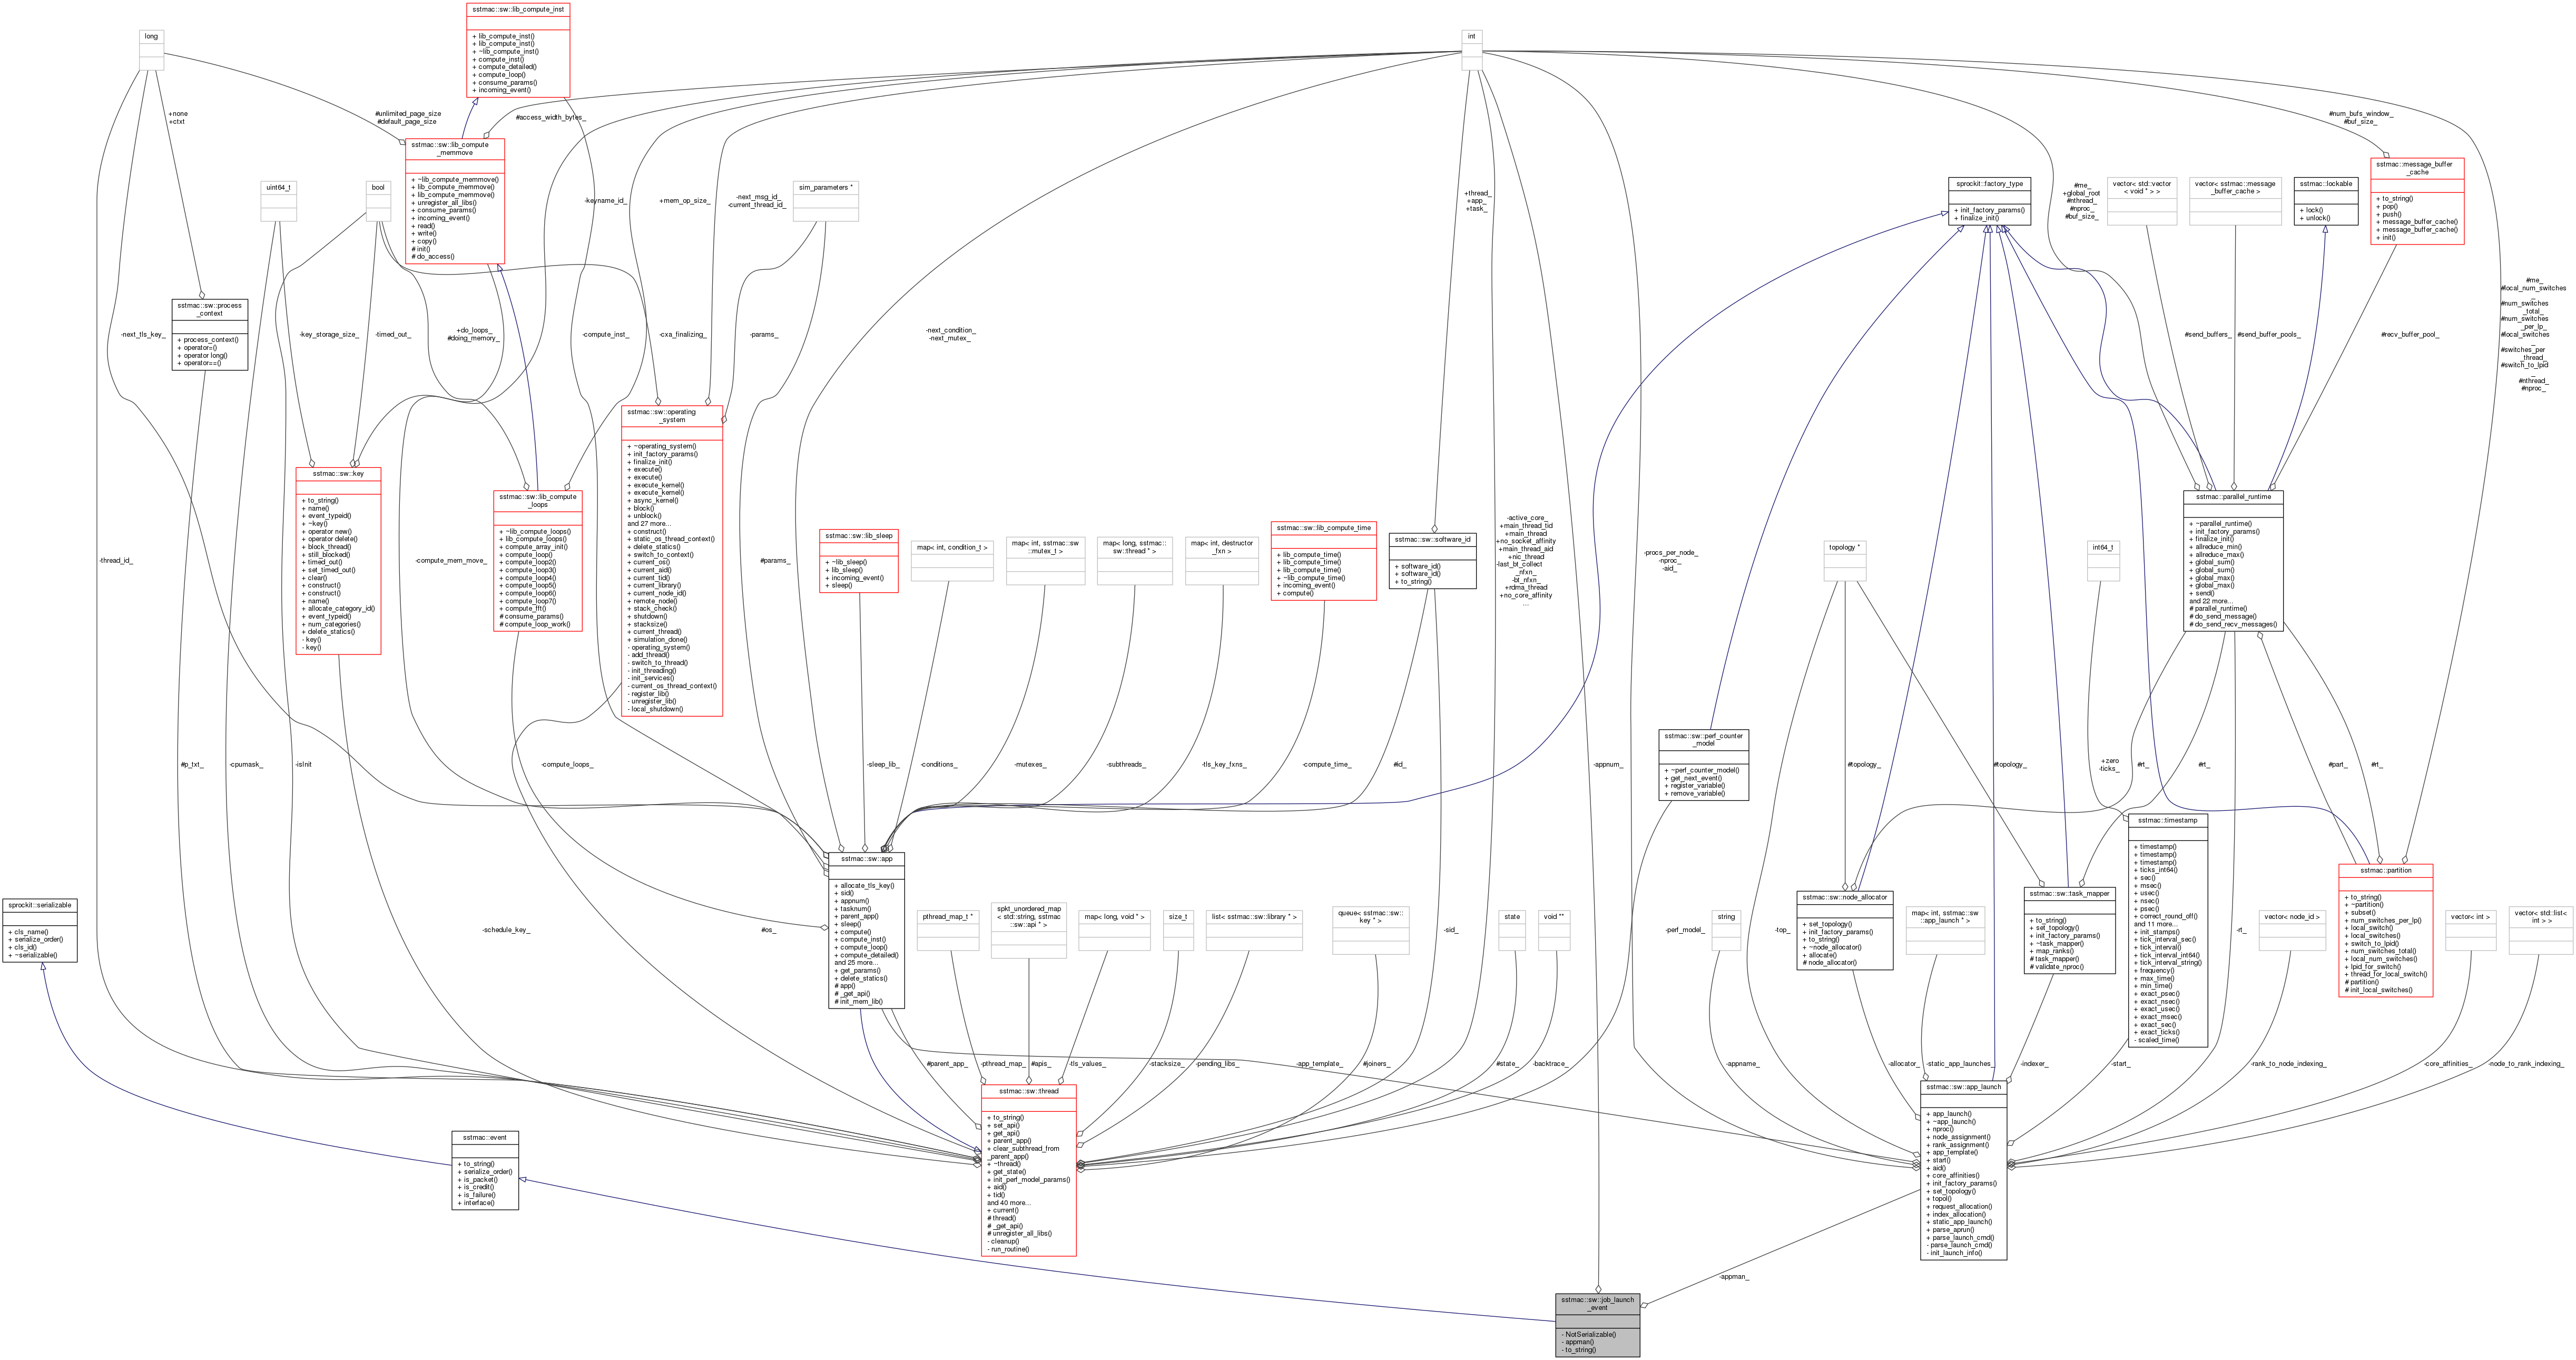 sstmac::sw::lib_compute_inst
+ lib_compute_inst()
+ lib_compute_inst()
+ ~lib_compute_inst()
+ compute_inst()
+ compute_detailed()
+ compute_loop()
+ consume_params()
+ incoming_event()
long
int
+none
+ctxt
#unlimited_page_size
#default_page_size
#access_width_bytes_
#num_bufs_window_
#buf_size_
sstmac::sw::lib_compute
_memmove
+ ~lib_compute_memmove()
+ lib_compute_memmove()
+ lib_compute_memmove()
+ unregister_all_libs()
+ consume_params()
+ incoming_event()
+ read()
+ write()
+ copy()
# init()
# do_access()
uint64_t
bool
-keyname_id_
+mem_op_size_
-next_msg_id_
-current_thread_id_
sim_parameters *
+thread_
+app_
+task_
sprockit::factory_type
+ init_factory_params()
+ finalize_init()
#me_
+global_root
#nthread_
#nproc_
#buf_size_
vector< std::vector
< void * > >
vector< sstmac::message
_buffer_cache >
sstmac::lockable
+ lock()
+ unlock()
sstmac::message_buffer
_cache
+ to_string()
+ pop()
+ push()
+ message_buffer_cache()
+ message_buffer_cache()
+ init()
sstmac::sw::process
_context
+ process_context()
+ operator=()
+ operator long()
+ operator==()
-next_tls_key_
-key_storage_size_
-timed_out_
+do_loops_
#doing_memory_
-compute_inst_
-cxa_finalizing_
-params_
-next_condition_
-next_mutex_
#send_buffers_
#send_buffer_pools_
#recv_buffer_pool_
#me_
#local_num_switches
_
#num_switches
_total_
#num_switches
_per_lp_
#local_switches
_
#switches_per
_thread_
#switch_to_lpid
_
#nthread_
#nproc_
sstmac::sw::operating
_system
+ ~operating_system()
+ init_factory_params()
+ finalize_init()
+ execute()
+ execute()
+ execute_kernel()
+ execute_kernel()
+ async_kernel()
+ block()
+ unblock()
and 27 more...
+ construct()
+ static_os_thread_context()
+ delete_statics()
+ switch_to_context()
+ current_os()
+ current_aid()
+ current_tid()
+ current_library()
+ current_node_id()
+ remote_node()
+ stack_check()
+ shutdown()
+ stacksize()
+ current_thread()
+ simulation_done()
- operating_system()
- add_thread()
- switch_to_thread()
- init_threading()
- init_services()
- current_os_thread_context()
- register_lib()
- unregister_lib()
- local_shutdown()
sstmac::sw::key
+ to_string()
+ name()
+ event_typeid()
+ ~key()
+ operator new()
+ operator delete()
+ block_thread()
+ still_blocked()
+ timed_out()
+ set_timed_out()
+ clear()
+ construct()
+ construct()
+ name()
+ allocate_category_id()
+ event_typeid()
+ num_categories()
+ delete_statics()
- key()
- key()
sstmac::sw::lib_compute
_loops
+ ~lib_compute_loops()
+ lib_compute_loops()
+ compute_array_init()
+ compute_loop()
+ compute_loop2()
+ compute_loop3()
+ compute_loop4()
+ compute_loop5()
+ compute_loop6()
+ compute_loop7()
+ compute_fft()
# consume_params()
# compute_loop_work()
sstmac::parallel_runtime
+ ~parallel_runtime()
+ init_factory_params()
+ finalize_init()
+ allreduce_min()
+ allreduce_max()
+ global_sum()
+ global_sum()
+ global_max()
+ global_max()
+ send()
and 22 more...
# parallel_runtime()
# do_send_message()
# do_send_recv_messages()
-thread_id_
-compute_mem_move_
#params_
sstmac::sw::lib_sleep
+ ~lib_sleep()
+ lib_sleep()
+ incoming_event()
+ sleep()
map< int, condition_t >
map< int, sstmac::sw
::mutex_t >
map< long, sstmac::
sw::thread * >
map< int, destructor
_fxn >
sstmac::sw::lib_compute_time
+ lib_compute_time()
+ lib_compute_time()
+ lib_compute_time()
+ ~lib_compute_time()
+ incoming_event()
+ compute()
sstmac::sw::software_id
+ software_id()
+ software_id()
+ to_string()
-active_core_
+main_thread_tid
+main_thread
+no_socket_affinity
+main_thread_aid
+nic_thread
-last_bt_collect
_nfxn_
-bt_nfxn_
+rdma_thread
+no_core_affinity
...
-procs_per_node_
-nproc_
-aid_
topology *
int64_t
sstmac::sw::perf_counter
_model
+ ~perf_counter_model()
+ get_next_event()
+ register_variable()
+ remove_variable()
#p_txt_
-cpumask_
-isInit
-compute_loops_
-sleep_lib_
-conditions_
-mutexes_
-subthreads_
-tls_key_fxns_
-compute_time_
#id_
-appnum_
#topology_
#topology_
+zero
-ticks_
#rt_
#rt_
#part_
#rt_
sstmac::timestamp
+ timestamp()
+ timestamp()
+ timestamp()
+ ticks_int64()
+ sec()
+ msec()
+ usec()
+ nsec()
+ psec()
+ correct_round_off()
and 11 more...
+ init_stamps()
+ tick_interval_sec()
+ tick_interval()
+ tick_interval_int64()
+ tick_interval_string()
+ frequency()
+ max_time()
+ min_time()
+ exact_psec()
+ exact_nsec()
+ exact_usec()
+ exact_msec()
+ exact_sec()
+ exact_ticks()
- scaled_time()
sstmac::sw::app
+ allocate_tls_key()
+ sid()
+ appnum()
+ tasknum()
+ parent_app()
+ sleep()
+ compute()
+ compute_inst()
+ compute_loop()
+ compute_detailed()
and 25 more...
+ get_params()
+ delete_statics()
# app()
# _get_api()
# init_mem_lib()
sstmac::partition
+ to_string()
+ ~partition()
+ subset()
+ num_switches_per_lp()
+ local_switch()
+ local_switches()
+ switch_to_lpid()
+ num_switches_total()
+ local_num_switches()
+ lpid_for_switch()
+ thread_for_local_switch()
# partition()
# init_local_switches()
sstmac::sw::node_allocator
+ set_topology()
+ init_factory_params()
+ to_string()
+ ~node_allocator()
+ allocate()
# node_allocator()
sstmac::sw::task_mapper
+ to_string()
+ set_topology()
+ init_factory_params()
+ ~task_mapper()
+ map_ranks()
# task_mapper()
# validate_nproc()
sprockit::serializable
+ cls_name()
+ serialize_order()
+ cls_id()
+ ~serializable()
pthread_map_t *
spkt_unordered_map
< std::string, sstmac
::sw::api * >
map< long, void * >
size_t
list< sstmac::sw::library * >
queue< sstmac::sw::
key * >
state
void **
string
map< int, sstmac::sw
::app_launch * >
vector< node_id >
vector< int >
vector< std::list<
int > >
-schedule_key_
#os_
-sid_
-perf_model_
-top_
-rt_
#parent_app_
-pthread_map_
#apis_
-tls_values_
-stacksize_
-pending_libs_
-app_template_
#joiners_
#state_
-backtrace_
-appname_
-allocator_
-static_app_launches_
-indexer_
-start_
-rank_to_node_indexing_
-core_affinities_
-node_to_rank_indexing_
sstmac::sw::thread
+ to_string()
+ set_api()
+ get_api()
+ parent_app()
+ clear_subthread_from
_parent_app()
+ ~thread()
+ get_state()
+ init_perf_model_params()
+ aid()
+ tid()
and 40 more...
+ current()
# thread()
# _get_api()
# unregister_all_libs()
- cleanup()
- run_routine()
sstmac::sw::app_launch
+ app_launch()
+ ~app_launch()
+ nproc()
+ node_assignment()
+ rank_assignment()
+ app_template()
+ start()
+ aid()
+ core_affinities()
+ init_factory_params()
+ set_topology()
+ topol()
+ request_allocation()
+ index_allocation()
+ static_app_launch()
+ parse_aprun()
+ parse_launch_cmd()
- parse_launch_cmd()
- init_launch_info()
sstmac::event
+ to_string()
+ serialize_order()
+ is_packet()
+ is_credit()
+ is_failure()
+ interface()
-appman_
sstmac::sw::job_launch
_event
- NotSerializable()
- appman()
- to_string()